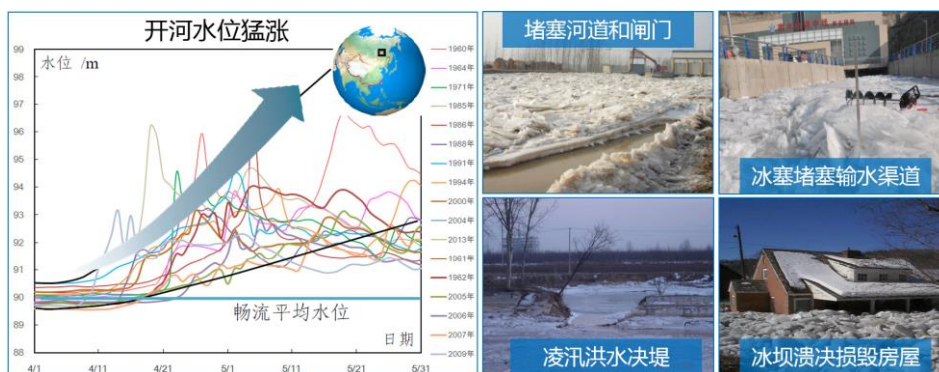 开河水位猛涨
水位 /m
99
98
97
96
95
94
93
92
91
90
89
88
畅流平均水位
日期
4/1
4/11
4/21
5/1
5/11
5/21
5/31
1960年
1964年
1971年
1985年
1986年
1988年
1991年
1994年
2000年
2004年
2013年
1961年
1962年
2005年
2006年
2007年
2009年
堵塞河道和闸门
冰塞堵塞输水渠道
凌汛洪水决堤
冰坝溃决损毁房屋